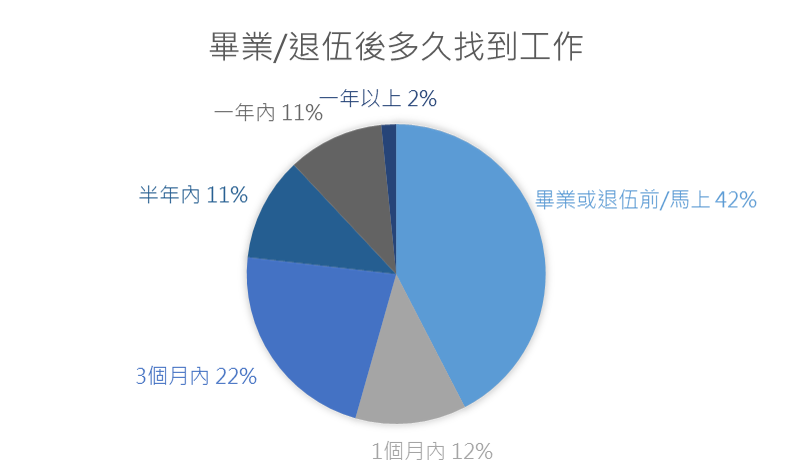 畢業/退伍後多久找到工作
一年以上 2%
一年內 11%
半年內 11%
畢業或退伍前/馬上 42%
3個月內 22%
1個月內 12%